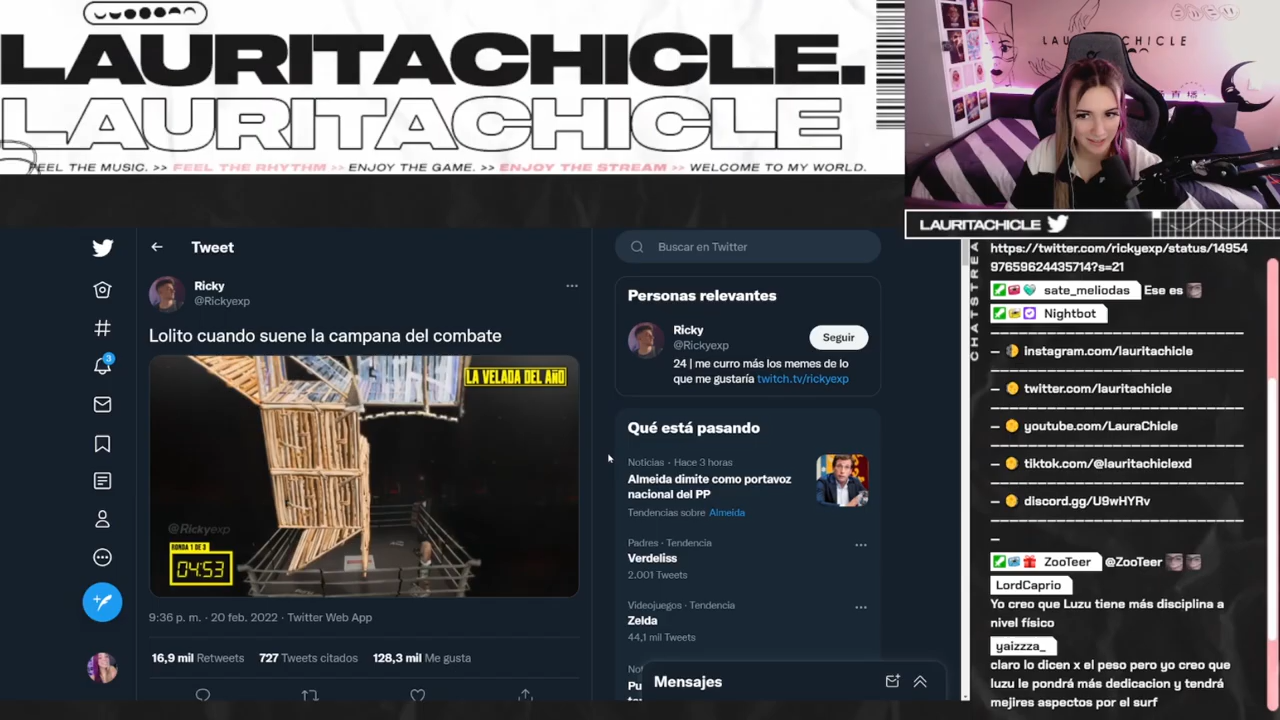 LAURITACHICLE.
LAURITACHICLE
FEEL THE MUSIC. >> FEEL THE RHYTHM >> ENJOY THE GAME. >> ENJOY THE STREAM >> WELCOME TO MY WORLD.
LAURITACHICLE
Tweet
Ricky
@Rickyexp
Lolito cuando suene la campana del combate
LA VELADA DEL AÑO
@Rickyexp
RONDA 1 DE 3
04:53
9:36 p. m. · 20 feb. 2022 · Twitter Web App
16,9 mil Retweets 727 Tweets citados 128,3 mil Me gusta
3
Buscar en Twitter
Personas relevantes
Ricky
@Rickyexp
Seguir
24 | me curro más los memes de lo
que me gustaría twitch.tv/rickyexp
Qué está pasando
Noticias · Hace 3 horas
Almeida dimite como portavoz
nacional del PP
Tendencias sobre Almeida
Padres · Tendencia
Verdeliss
2.001 Tweets
Videojuegos · Tendencia
Zelda
44,1 mil Tweets
Not
Pu
Mensajes
CHATSTREA
https://twitter.com/rickyexp/status/14954
97659624435714?s=21
sate_meliodas Ese es
Nightbot
– instagram.com/lauritachicle
– twitter.com/lauritachicle
– youtube.com/LauraChicle
– tiktok.com/@lauritachiclexd
– discord.gg/U9wHYRv
ZooTeer @ZooTeer
LordCaprio
Yo creo que Luzu tiene más disciplina a
nivel físico
yaizzza_
claro lo dicen x el peso pero yo creo que
luzu le pondrá más dedicacion y tendrá
mejires aspectos por el surf